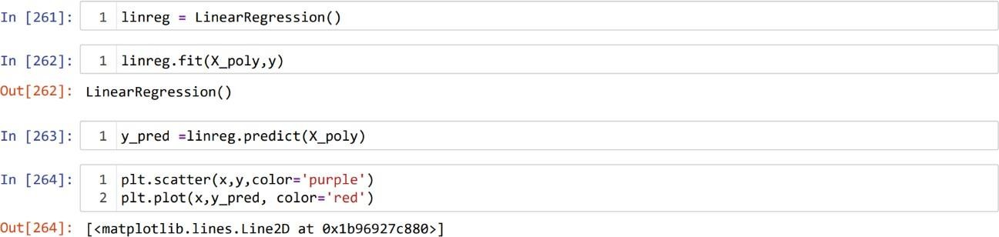 In [261]: 1 linreg = LinearRegression()
In [262]: 1 linreg.fit(X_poly,y)
Out[262]: LinearRegression()
In [263]: 1 y_pred =linreg.predict(X_poly)
In [264]: 1 plt.scatter(x,y,color='purple')
2 plt.plot(x,y_pred, color='red')
Out[264]: [<matplotlib.lines.Line2D at 0x1b96927c880>]